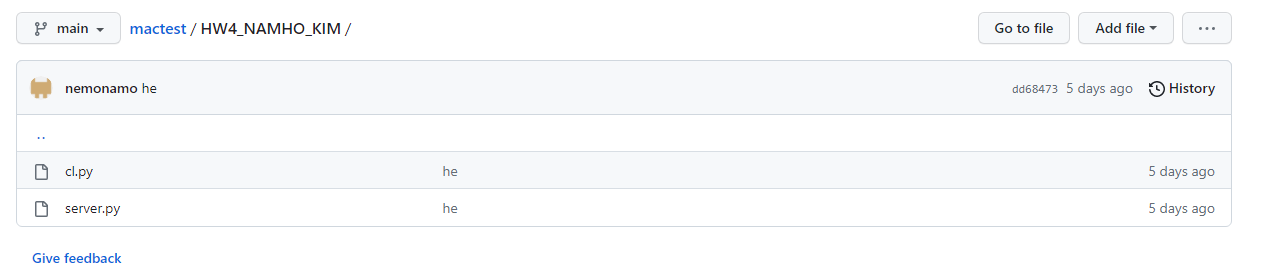 main mactest / HW4_NAMHO_KIM / Go to file Add file ...
nemonamo he dd68473 5 days ago History
..
cl.py he 5 days ago
server.py he 5 days ago
Give feedback